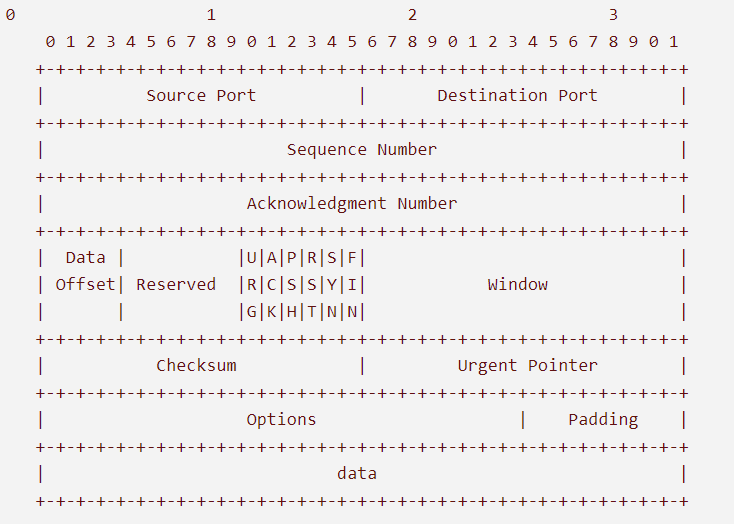 0                   1                   2                   3
    0 1 2 3 4 5 6 7 8 9 0 1 2 3 4 5 6 7 8 9 0 1 2 3 4 5 6 7 8 9 0 1
   +-+-+-+-+-+-+-+-+-+-+-+-+-+-+-+-+-+-+-+-+-+-+-+-+-+-+-+-+-+-+-+-+
   |          Source Port          |       Destination Port        |
   +-+-+-+-+-+-+-+-+-+-+-+-+-+-+-+-+-+-+-+-+-+-+-+-+-+-+-+-+-+-+-+-+
   |                        Sequence Number                        |
   +-+-+-+-+-+-+-+-+-+-+-+-+-+-+-+-+-+-+-+-+-+-+-+-+-+-+-+-+-+-+-+-+
   |                    Acknowledgment Number                      |
   +-+-+-+-+-+-+-+-+-+-+-+-+-+-+-+-+-+-+-+-+-+-+-+-+-+-+-+-+-+-+-+-+
   |  Data |           |U|A|P|R|S|F|                               |
   | Offset| Reserved  |R|C|S|S|Y|I|            Window             |
   |       |           |G|K|H|T|N|N|                               |
   +-+-+-+-+-+-+-+-+-+-+-+-+-+-+-+-+-+-+-+-+-+-+-+-+-+-+-+-+-+-+-+-+
   |           Checksum            |         Urgent Pointer        |
   +-+-+-+-+-+-+-+-+-+-+-+-+-+-+-+-+-+-+-+-+-+-+-+-+-+-+-+-+-+-+-+-+
   |                    Options                    |    Padding    |
   +-+-+-+-+-+-+-+-+-+-+-+-+-+-+-+-+-+-+-+-+-+-+-+-+-+-+-+-+-+-+-+-+
   |                             data                              |
   +-+-+-+-+-+-+-+-+-+-+-+-+-+-+-+-+-+-+-+-+-+-+-+-+-+-+-+-+-+-+-+-+